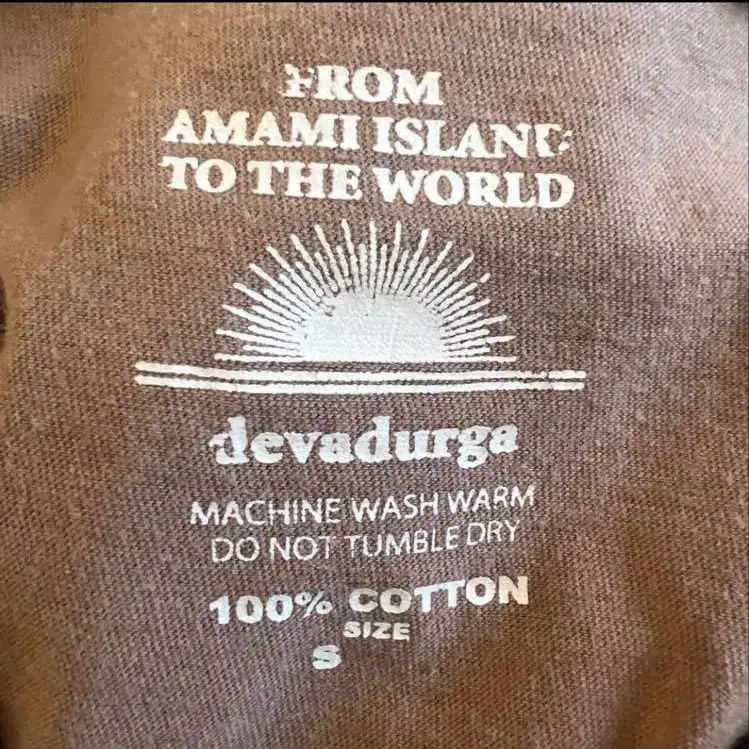 FROM
AMAMI ISLAND
TO THE WORLD
devadurga
MACHINE WASH WARM
DO NOT TUMBLE DRY
100% COTTON
SIZE
S